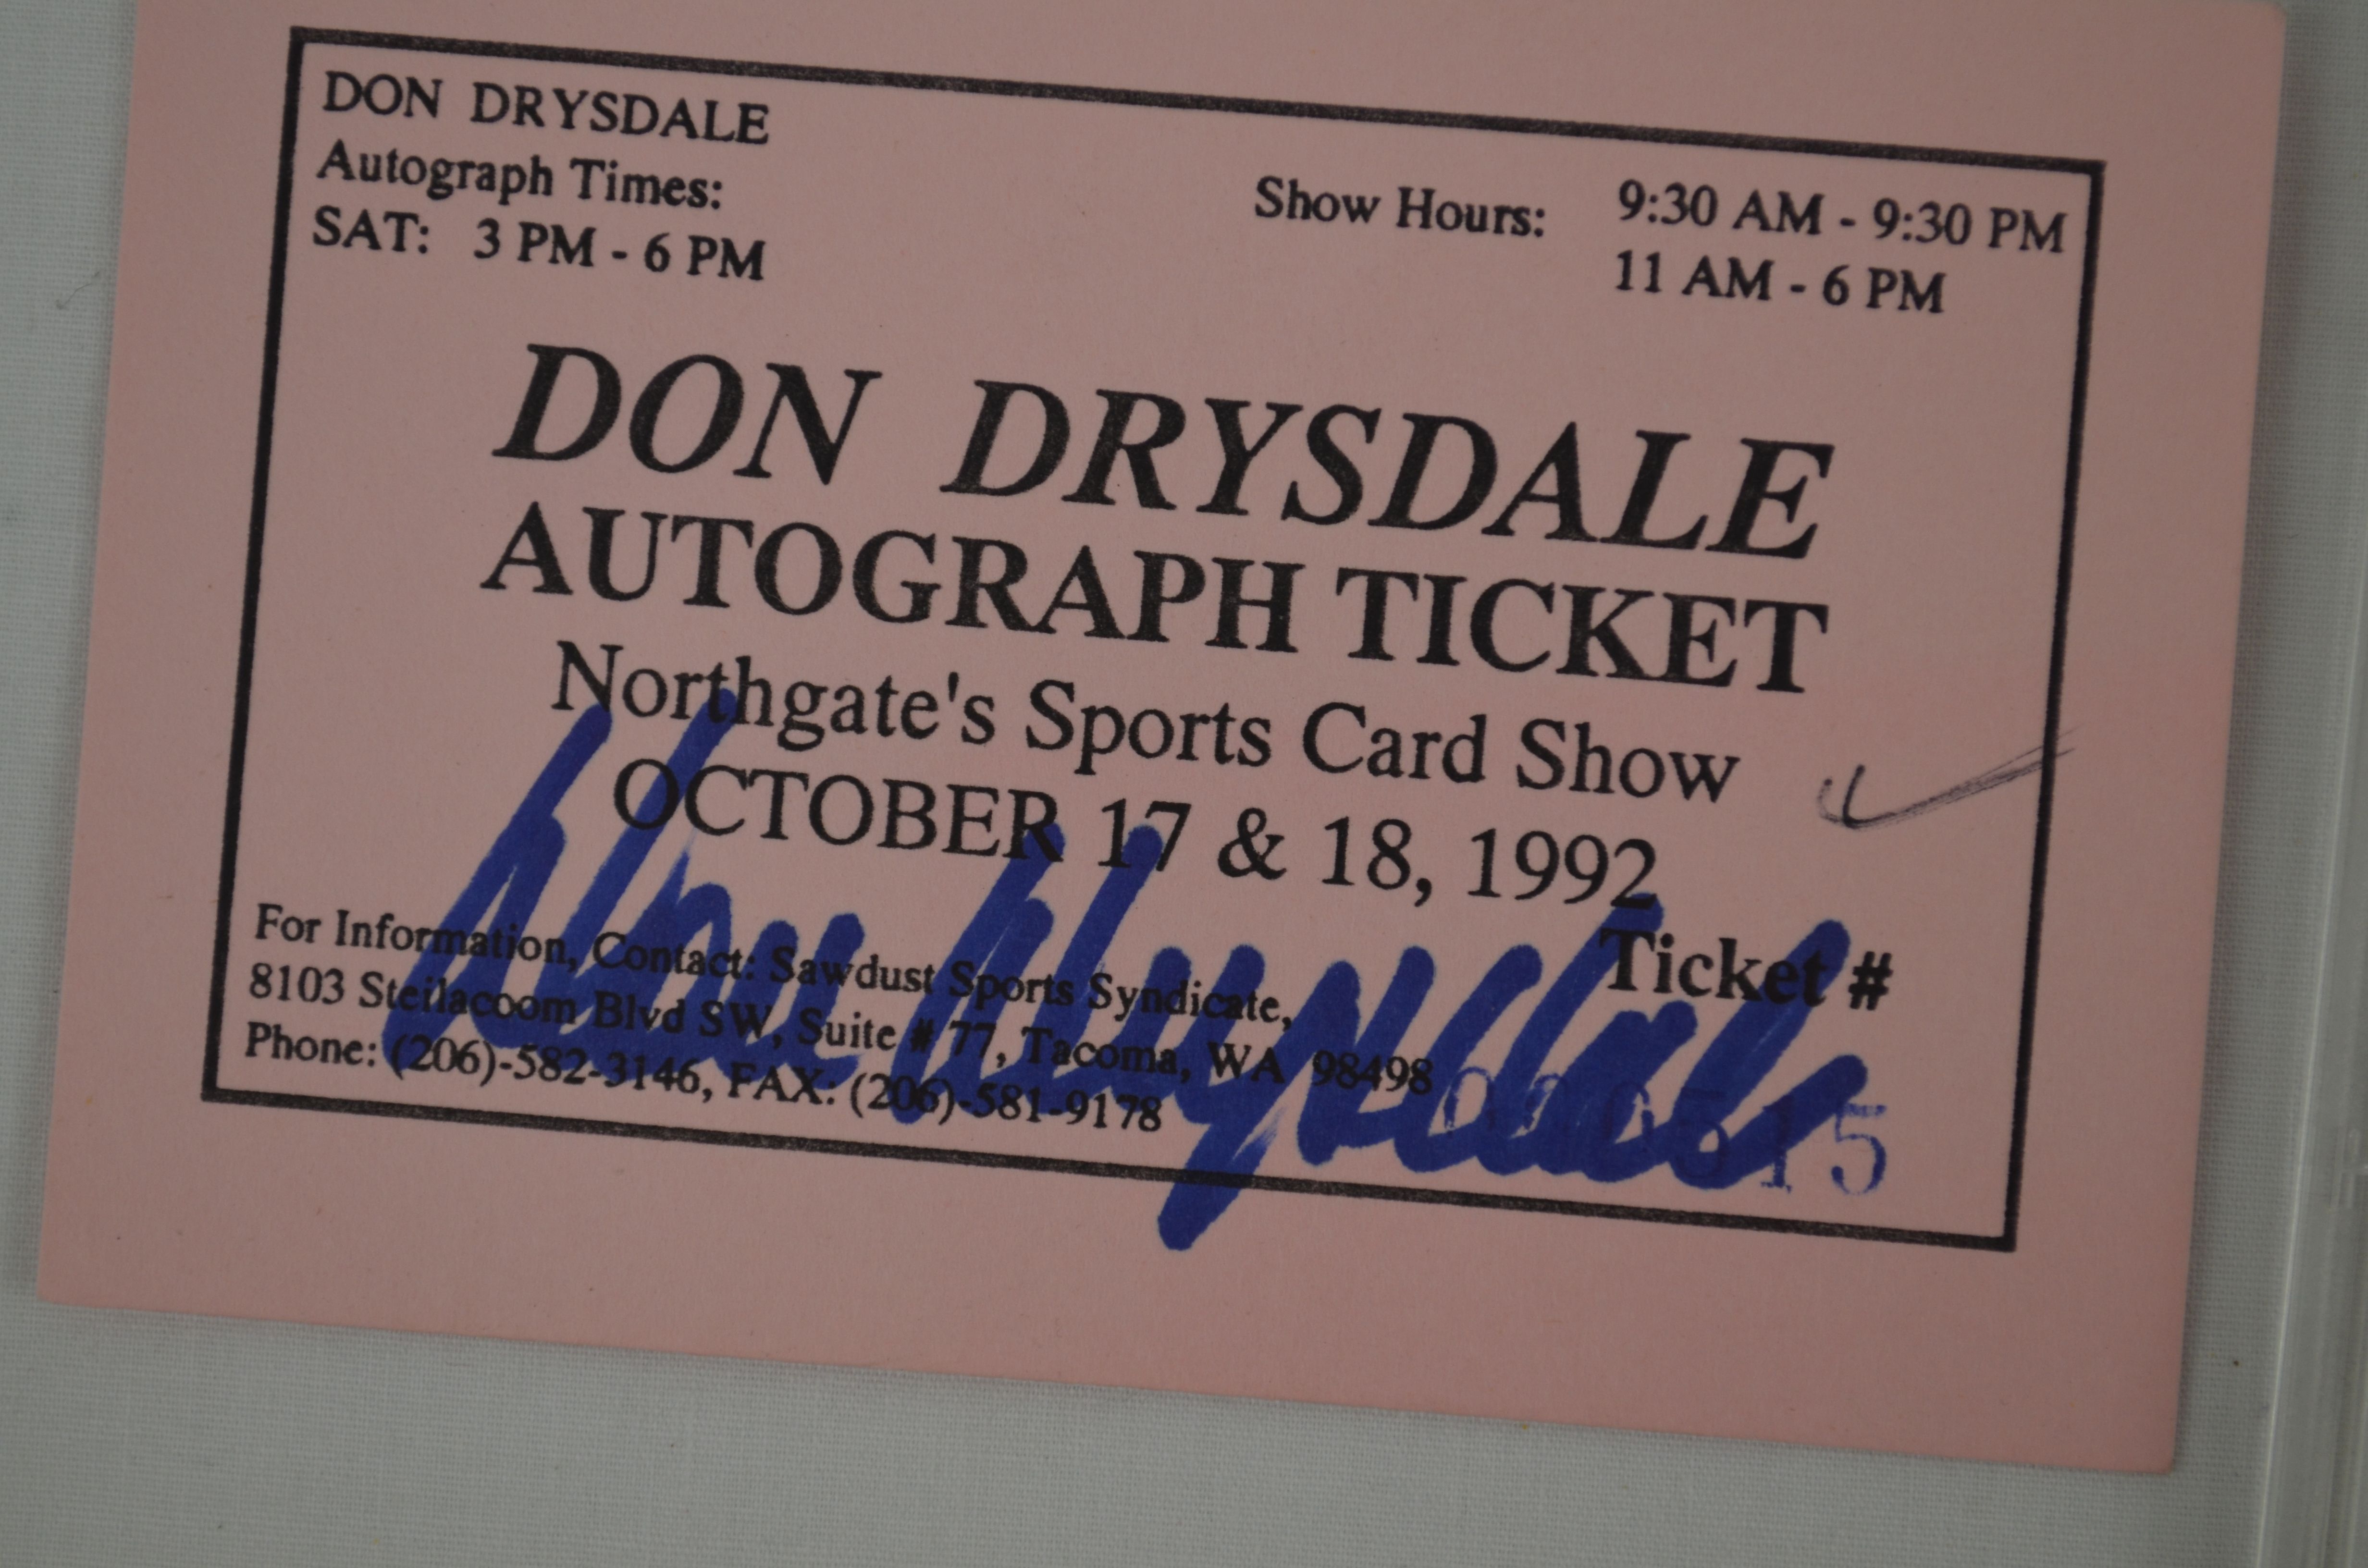 DON DRYSDALE
Autograph Times:
SAT: 3 PM - 6 PM
Show Hours: 9:30 AM - 9:30 PM
11 AM - 6 PM
DON DRYSDALE
AUTOGRAPH TICKET
Northgate's Sports Card Show
OCTOBER 17 & 18, 1992
For Information, Contact: Sawdust Sports Syndicate,
8103 Steilacoom Blvd SW, Suite # 77, Tacoma, WA 98498
Phone: (206)-582-3146, FAX: (206)-581-9178
Ticket #
Don Drysdale